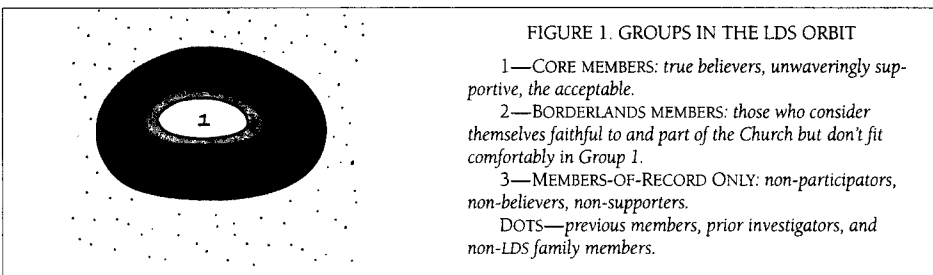 1
FIGURE 1. GROUPS IN THE LDS ORBIT
1—CORE MEMBERS: true believers, unwaveringly sup-
portive, the acceptable.
2—BORDERLANDS MEMBERS: those who consider
themselves faithful to and part of the Church but don't fit
comfortably in Group 1.
3—MEMBERS-OF-RECORD ONLY: non-participators,
non-believers, non-supporters.
DOTS—previous members, prior investigators, and
non-LDS family members.